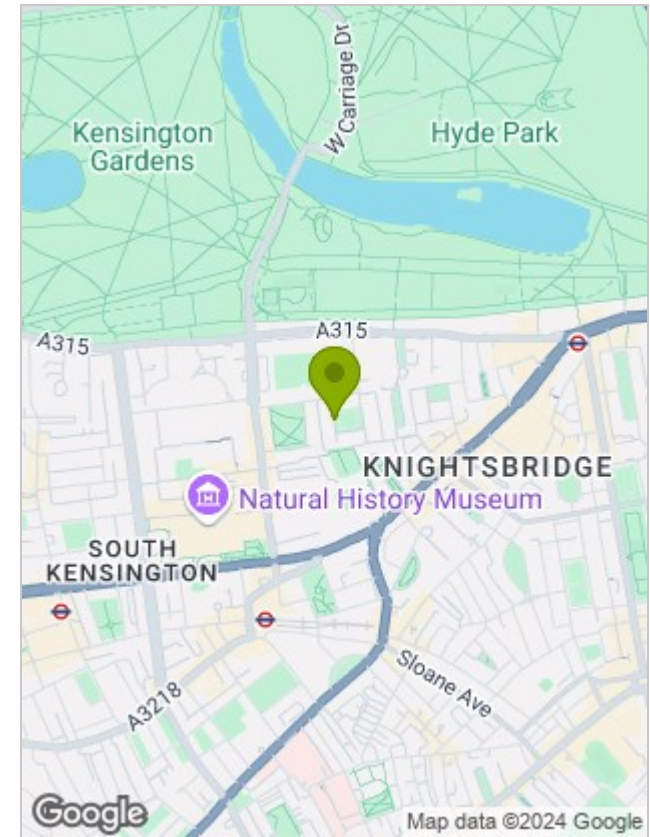 W Carriage Dr
Kensington
Gardens
Hyde Park
A315
A315
KNIGHTSBRIDGE
Natural History Museum
SOUTH
KENSINGTON
Sloane Ave
A3218
Google
Map data ©2024 Google